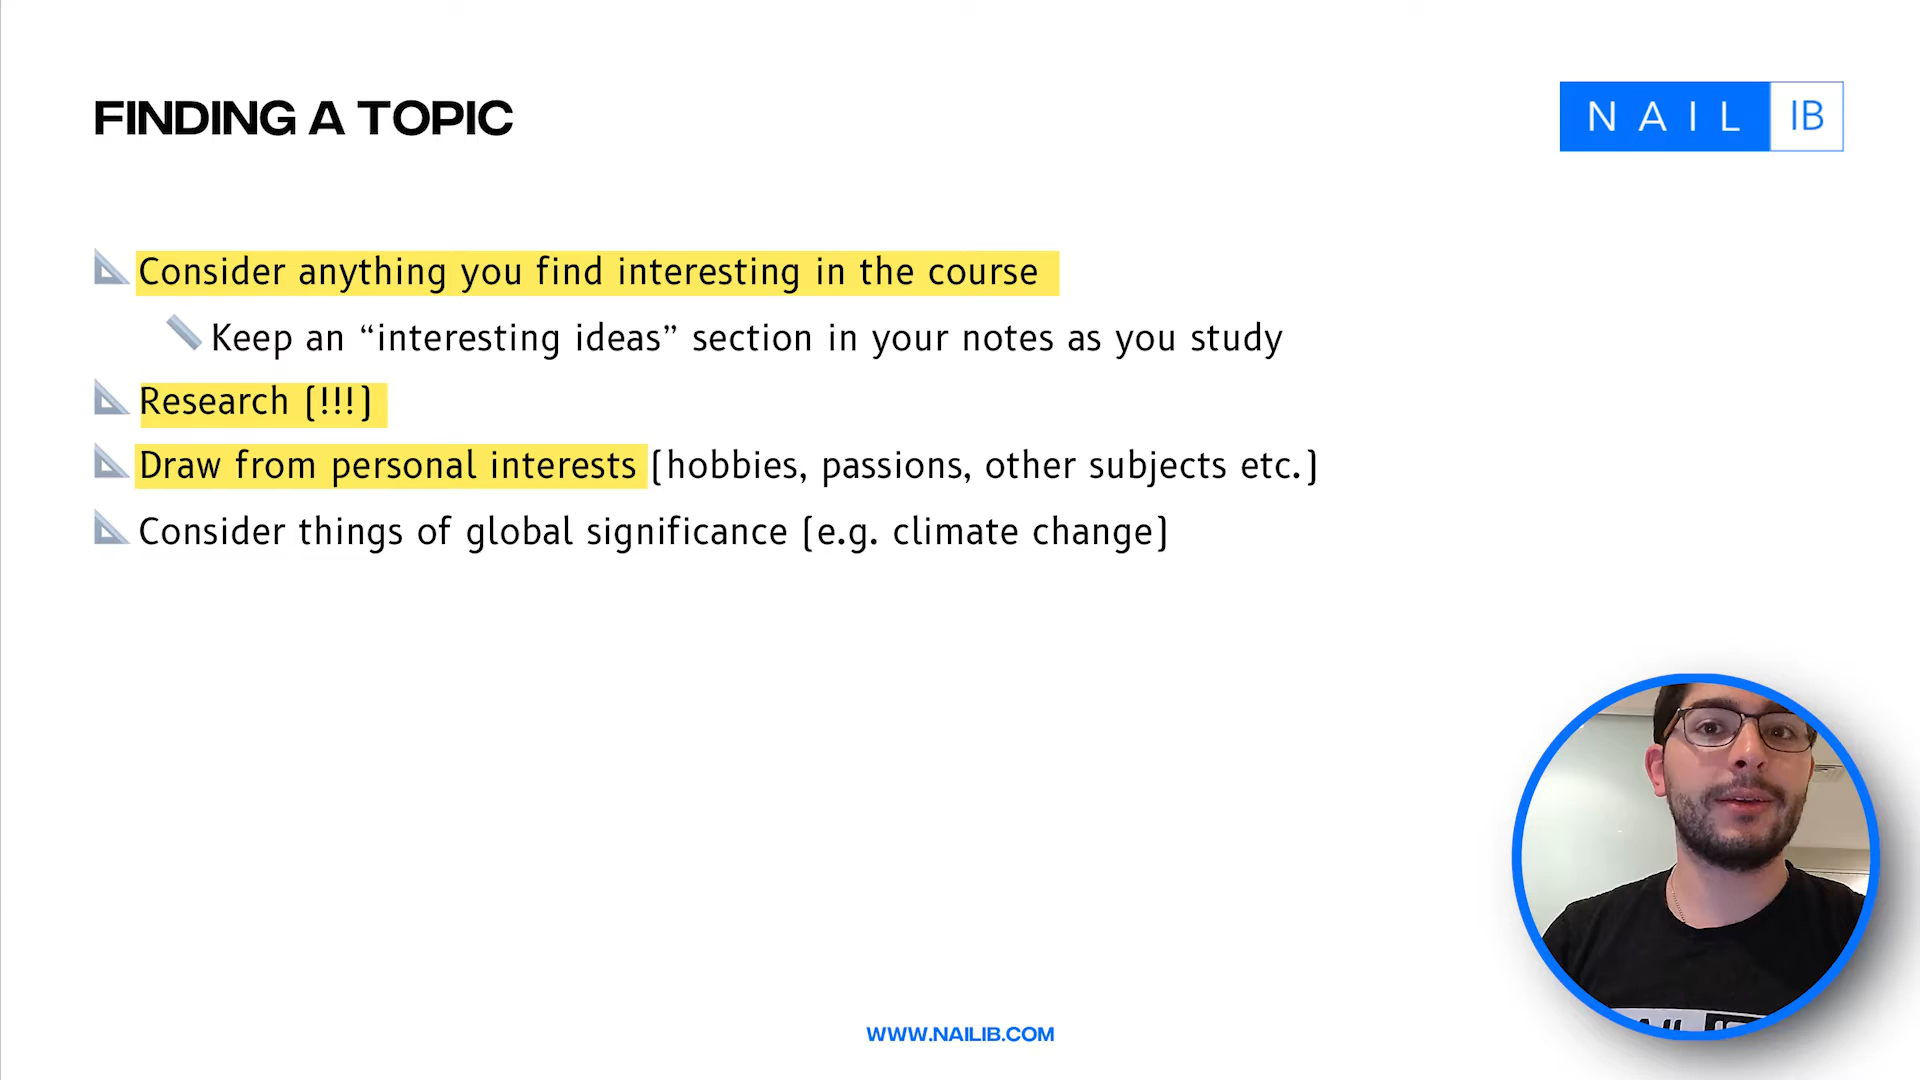 FINDING A TOPIC
NAIL IB
Consider anything you find interesting in the course
Keep an “interesting ideas” section in your notes as you study
Research (!!!)
Draw from personal interests (hobbies, passions, other subjects etc.)
Consider things of global significance (e.g. climate change)
WWW.NAILIB.COM